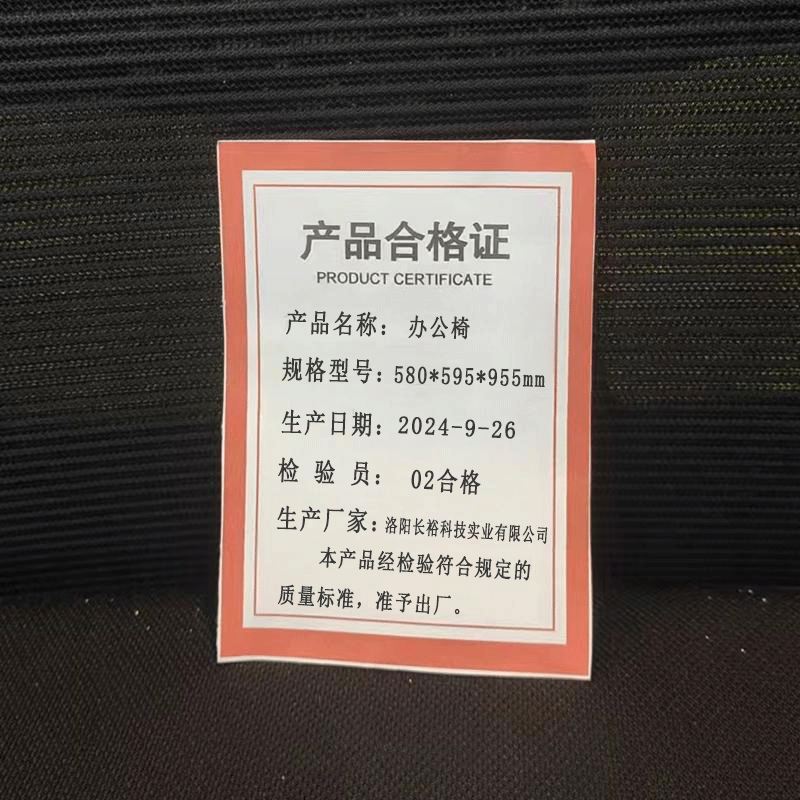 产品合格证
PRODUCT CERTIFICATE
产品名称：办公椅
规格型号：580*595*955mm
生产日期：2024-9-26
检 验 员：02合格
生产厂家：洛阳长裕科技实业有限公司
本产品经检验符合规定的
质量标准，准予出厂。